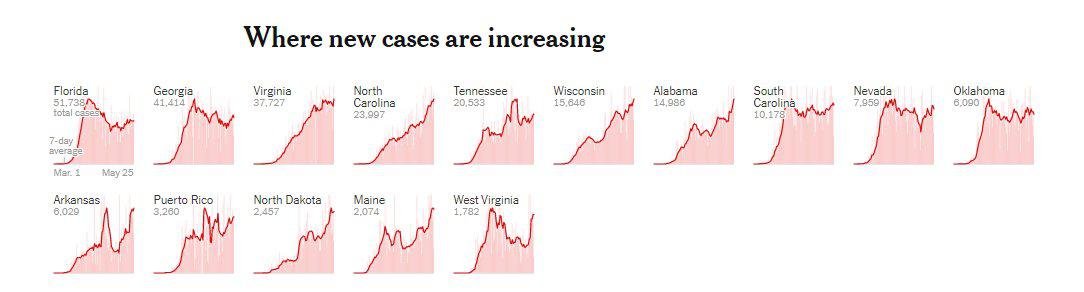 Where new cases are increasing
Florida
51,738
total cases
7-day
average
Mar. 1 May 25
Georgia
41,414
Virginia
37,727
North
Carolina
23,997
Tennessee
20,533
Wisconsin
15,646
Alabama
14,986
South
Carolina
10,178
Nevada
7,959
Oklahoma
6,090
Arkansas
6,029
Puerto Rico
3,260
North Dakota
2,457
Maine
2,074
West Virginia
1,782